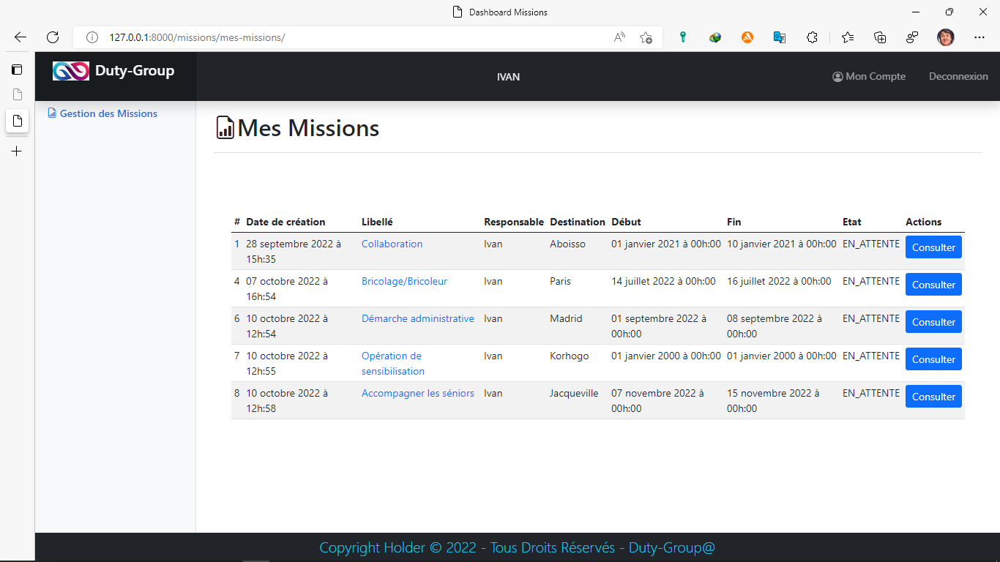 Dashboard Missions
127.0.0.1:8000/missions/mes-missions/
Duty-Group
IVAN
Mon Compte
Deconnexion
Gestion des Missions
Mes Missions
# Date de création Libellé Responsable Destination Début Fin Etat Actions
1 28 septembre 2022 à Collaboration Ivan Aboisso 01 janvier 2021 à 00h:00 10 janvier 2021 à 00h:00 EN_ATTENTE Consulter
15h:35
4 07 octobre 2022 à Bricolage/Bricoleur Ivan Paris 14 juillet 2022 à 00h:00 16 juillet 2022 à 00h:00 EN_ATTENTE Consulter
16h:54
6 10 octobre 2022 à Démarche administrative Ivan Madrid 01 septembre 2022 à 08 septembre 2022 à EN_ATTENTE Consulter
12h:54 00h:00 00h:00
7 10 octobre 2022 à Opération de Ivan Korhogo 01 janvier 2000 à 00h:00 01 janvier 2000 à 00h:00 EN_ATTENTE Consulter
12h:55 sensibilisation
8 10 octobre 2022 à Accompagner les séniors Ivan Jacqueville 07 novembre 2022 à 15 novembre 2022 à EN_ATTENTE Consulter
12h:58 00h:00 00h:00
Copyright Holder © 2022 - Tous Droits Réservés - Duty-Group@